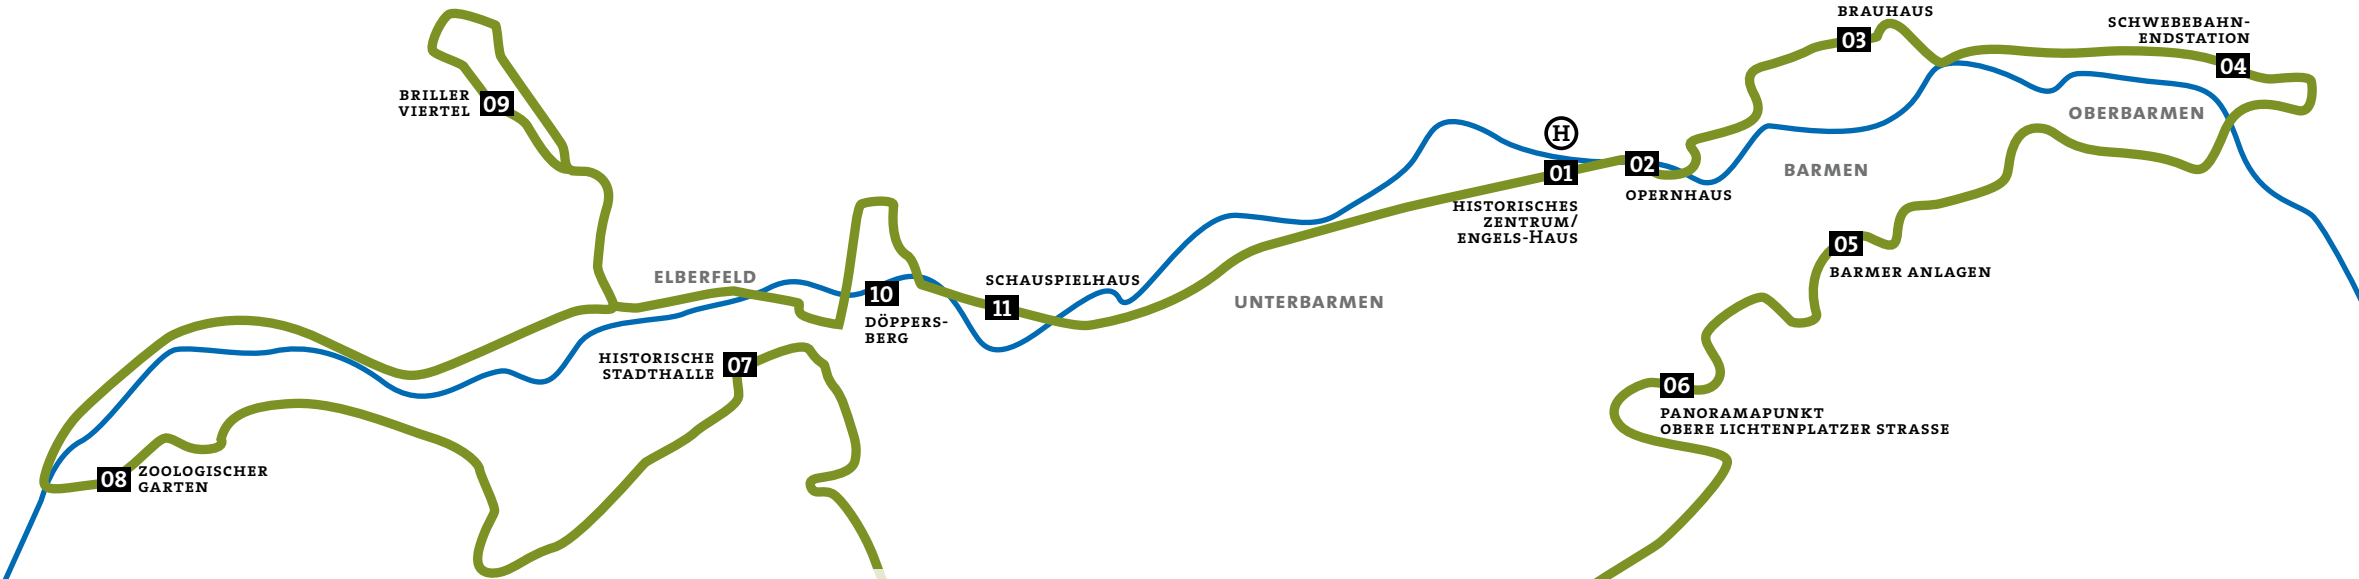 BRAUHAUS
03
SCHWEBEBAHN-
ENDSTATION
04
BRILLER
VIERTEL
09
OBERBARMEN
H
01
02
BARMEN
OPERNHAUS
HISTORISCHES
ZENTRUM/
ENGELS-HAUS
05
BARMER ANLAGEN
ELBERFELD
SCHAUSPIELHAUS
10
11
UNTERBARMEN
DÖPPERS-
BERG
HISTORISCHE
STADTHALLE
07
06
PANORAMAPUNKT
OBERE LICHTENPLATZER STRASSE
08
ZOOLOGISCHER
GARTEN